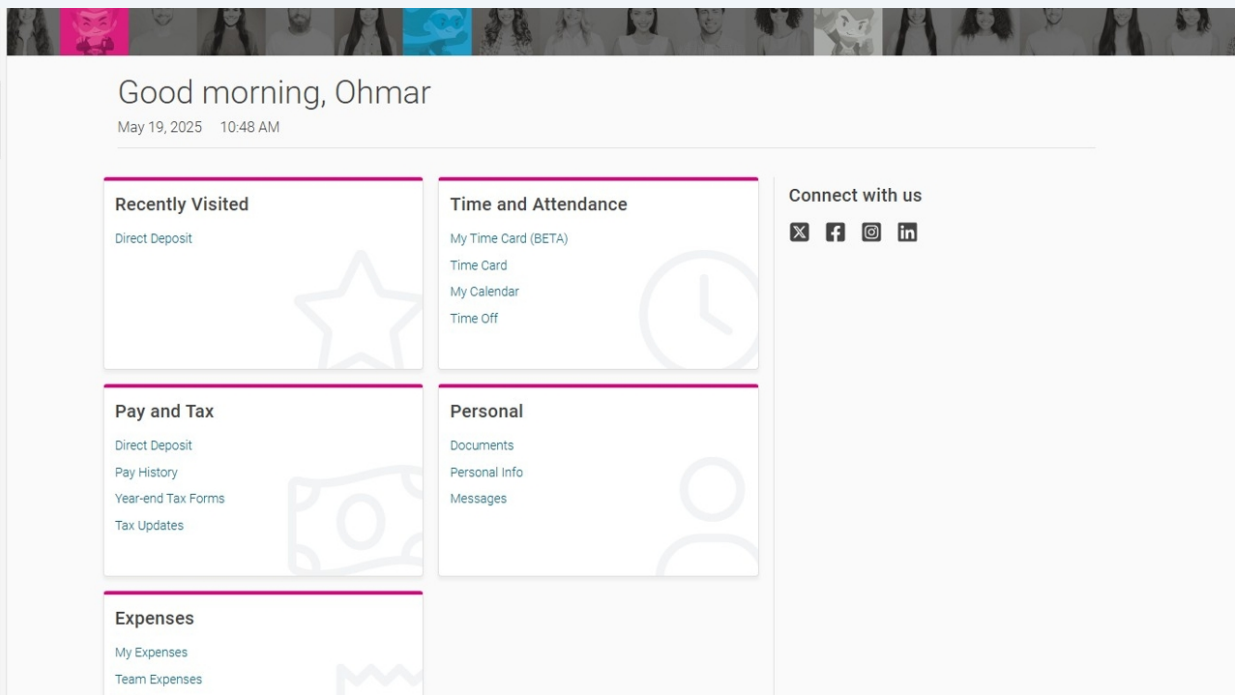 Good morning, Ohmar
May 19, 2025 10:48 AM
Recently Visited
Direct Deposit
Time and Attendance
My Time Card (BETA)
Time Card
My Calendar
Time Off
Connect with us
Pay and Tax
Direct Deposit
Pay History
Year-end Tax Forms
Tax Updates
Personal
Documents
Personal Info
Messages
Expenses
My Expenses
Team Expenses